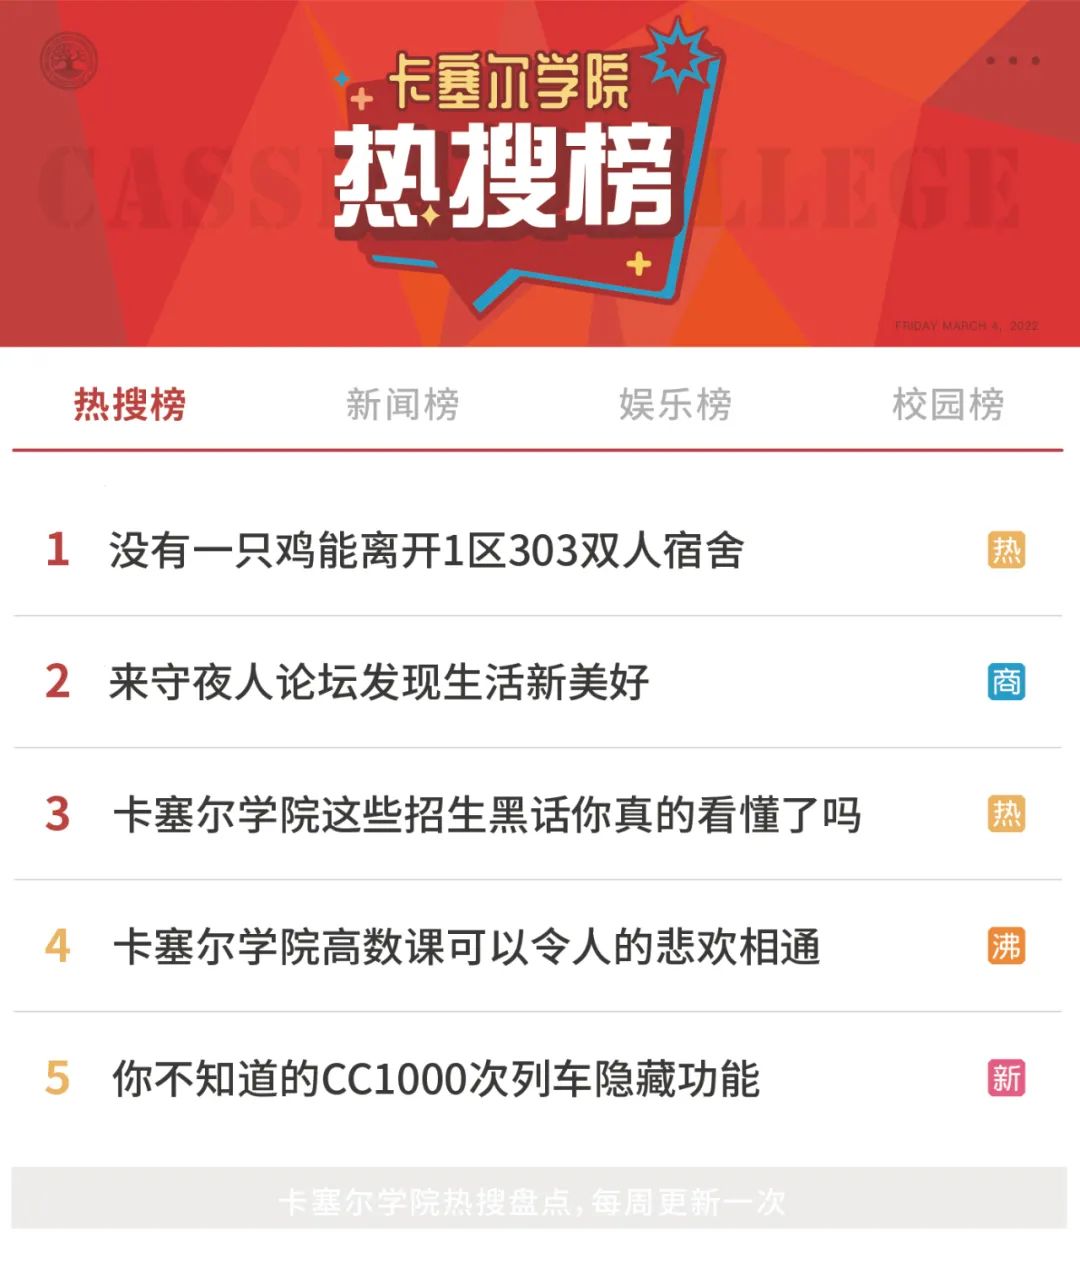 卡塞尔学院
热搜榜
CASSELL COLLEGE
FRIDAY MARCH 4, 2022
热搜榜 新闻榜 娱乐榜 校园榜
1 没有一只鸡能离开1区303双人宿舍 热
2 来守夜人论坛发现生活新美好 商
3 卡塞尔学院这些招生黑话你真的看懂了吗 热
4 卡塞尔学院高数课可以令人的悲欢相通 沸
5 你不知道的CC1000次列车隐藏功能 新
卡塞尔学院热搜盘点，每周更新一次